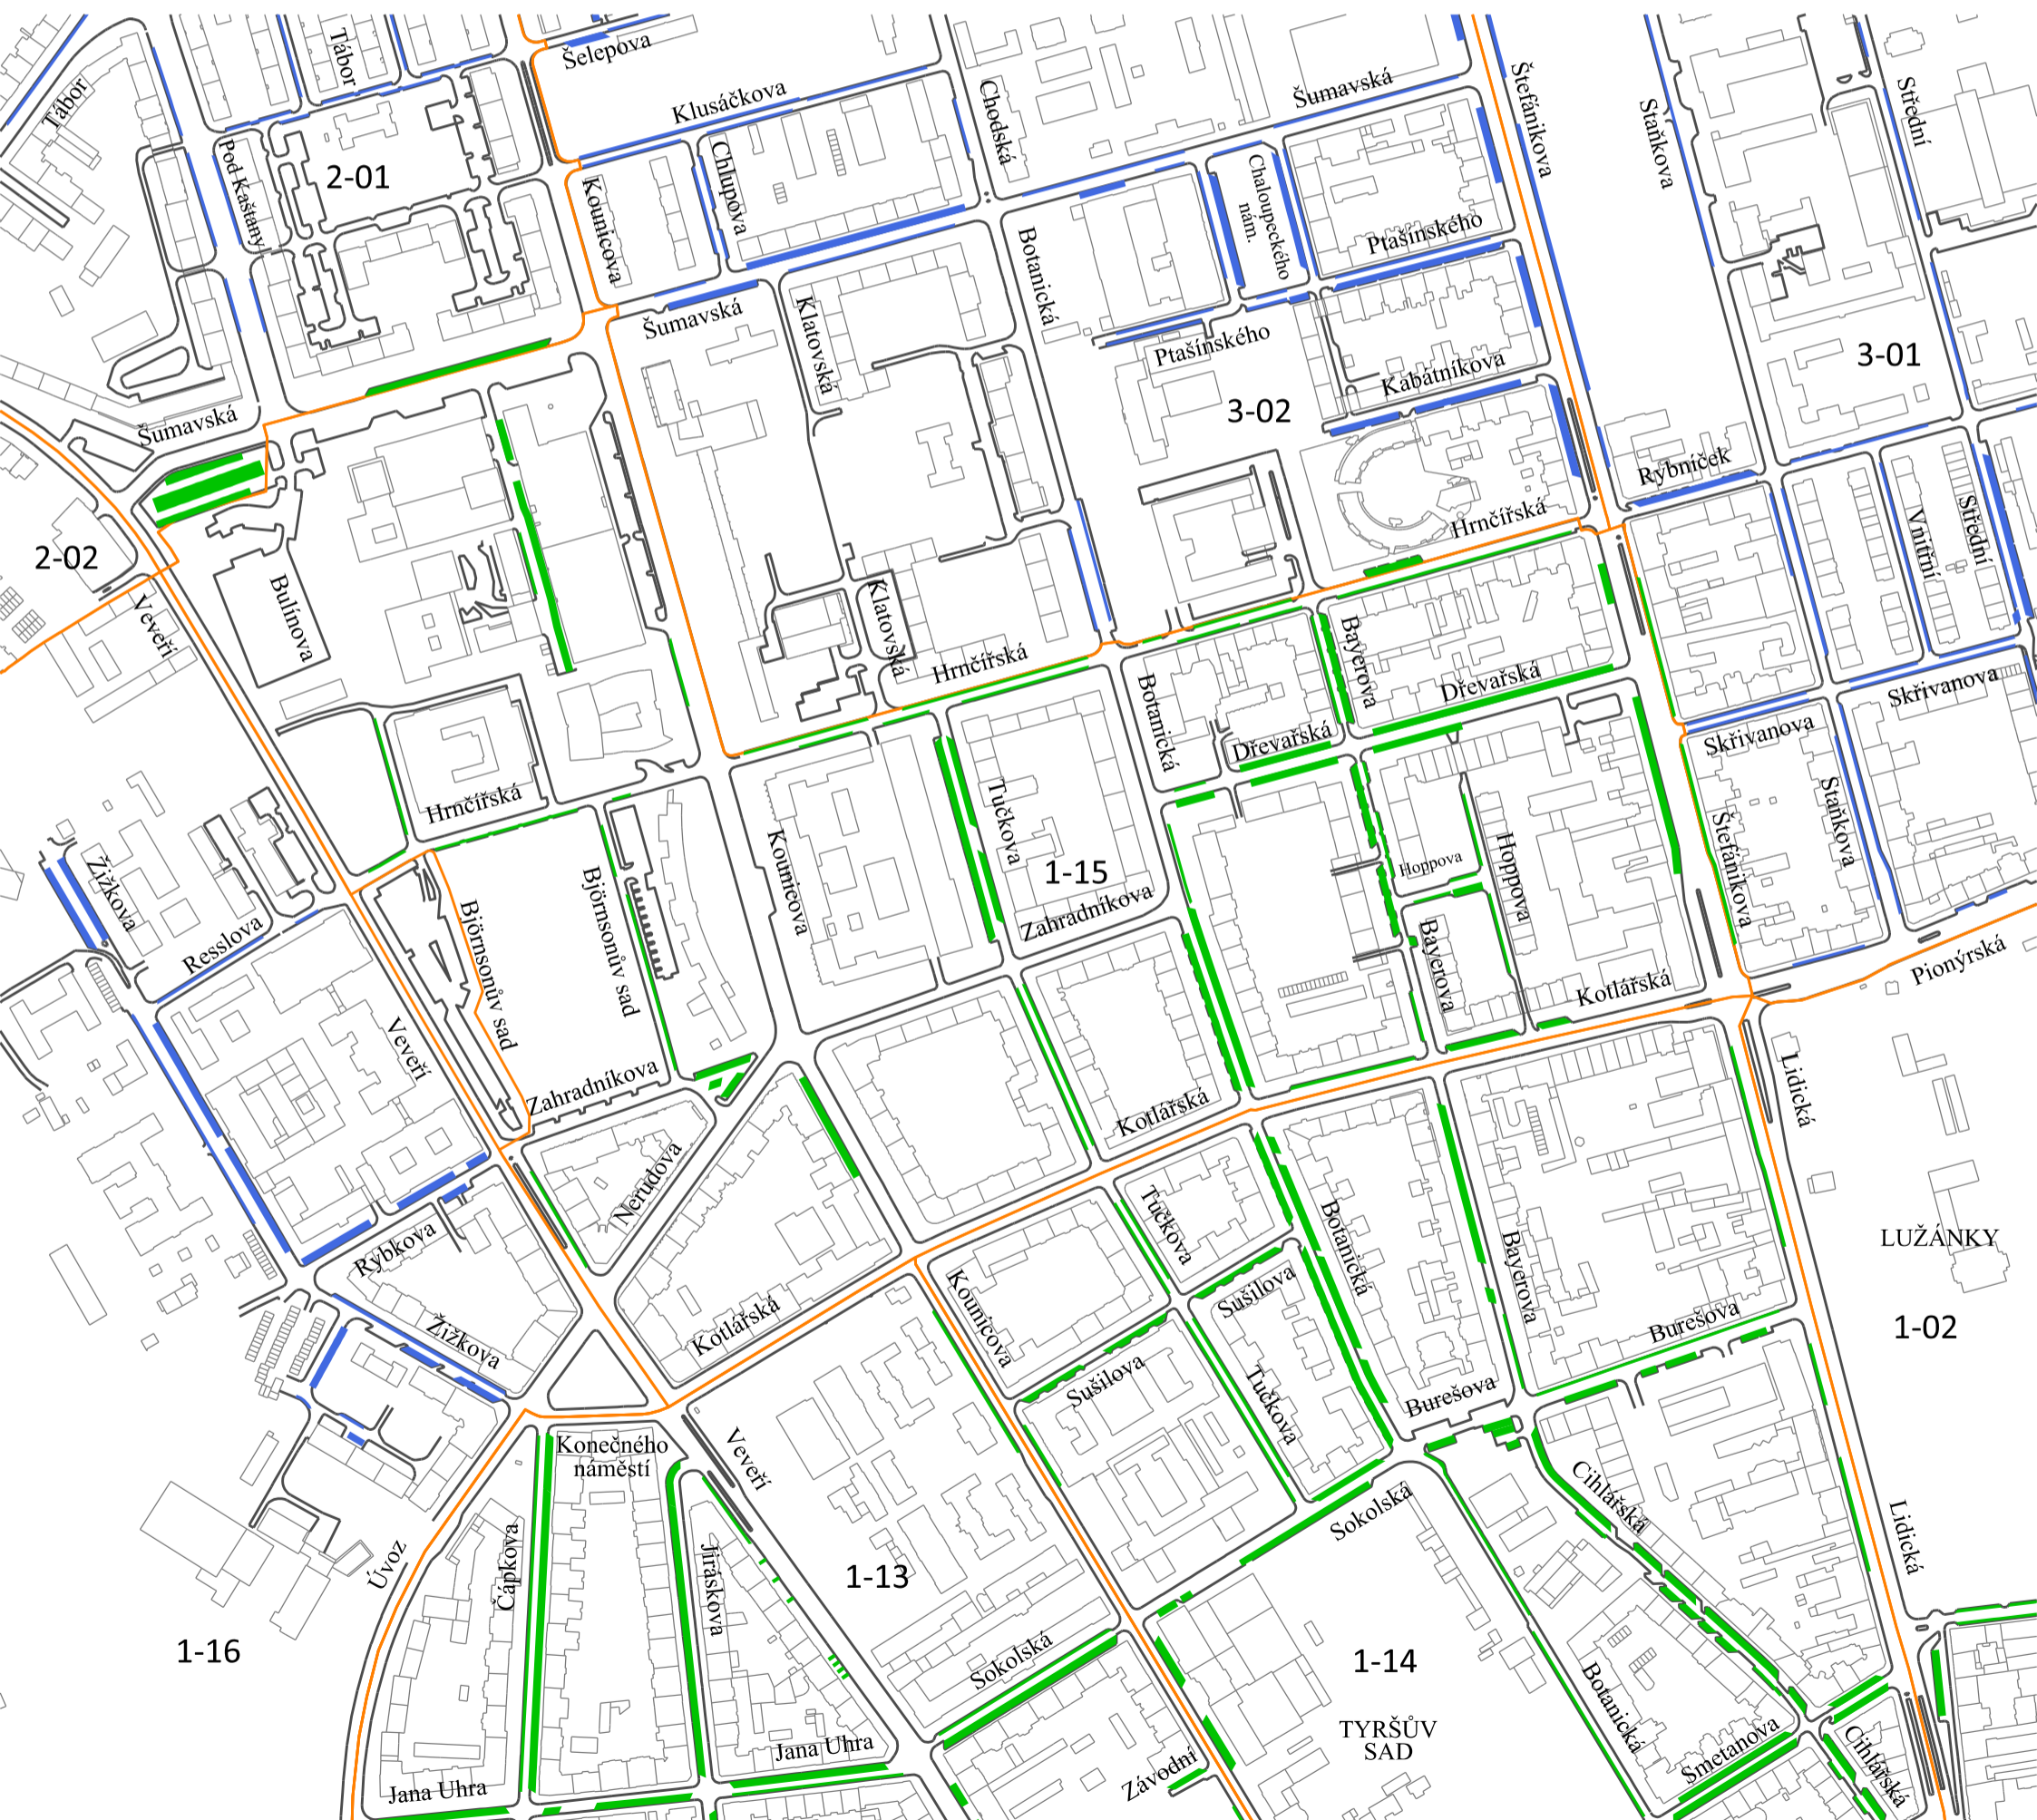 Šelepova
Tábor
Tábor
Klusáčkova
Chodská
Šumavská
Štefánikova
Staňkova
Střední
Pod Kaštany
2-01
Kounicova
Chlupova
Chaloupeckého
nám.
Ptašínského
Botanická
Šumavská
Klatovská
Ptašínského
Kabátníkova
3-01
3-02
Šumavská
Rybníček
Hrnčířská
Vnitřní
Střední
2-02
Bulínova
Veveří
Klatovská
Hrnčířská
Botanická
Bayerova
Dřevařská
Skřivanova
Dřevařská
Skřivanova
Hrnčířská
Tučkova
Kounicova
Staňkova
Štefánikova
Hoppova
Hoppova
1-15
Zahradníkova
Žižkova
Resslova
Björnsonův sad
Björnsonův sad
Bayerova
Kotlářská
Pionýrská
Veveří
Zahradníkova
Kotlářská
Lidická
Nerudova
Tučkova
Botanická
Bayerova
LUŽÁNKY
Rybkova
Sušilova
Kounicova
Burešova
1-02
Žižkova
Kotlářská
Sušilova
Tučkova
Burešova
Konečného
náměstí
Veveří
Cihlářská
Sokolská
Lidická
Úvoz
Čápkova
Jiráskova
1-13
1-16
Sokolská
1-14
Botanická
TYRŠŮV
SAD
Jana Uhra
Jana Uhra
Závodní
Smetanova
Cihlářská